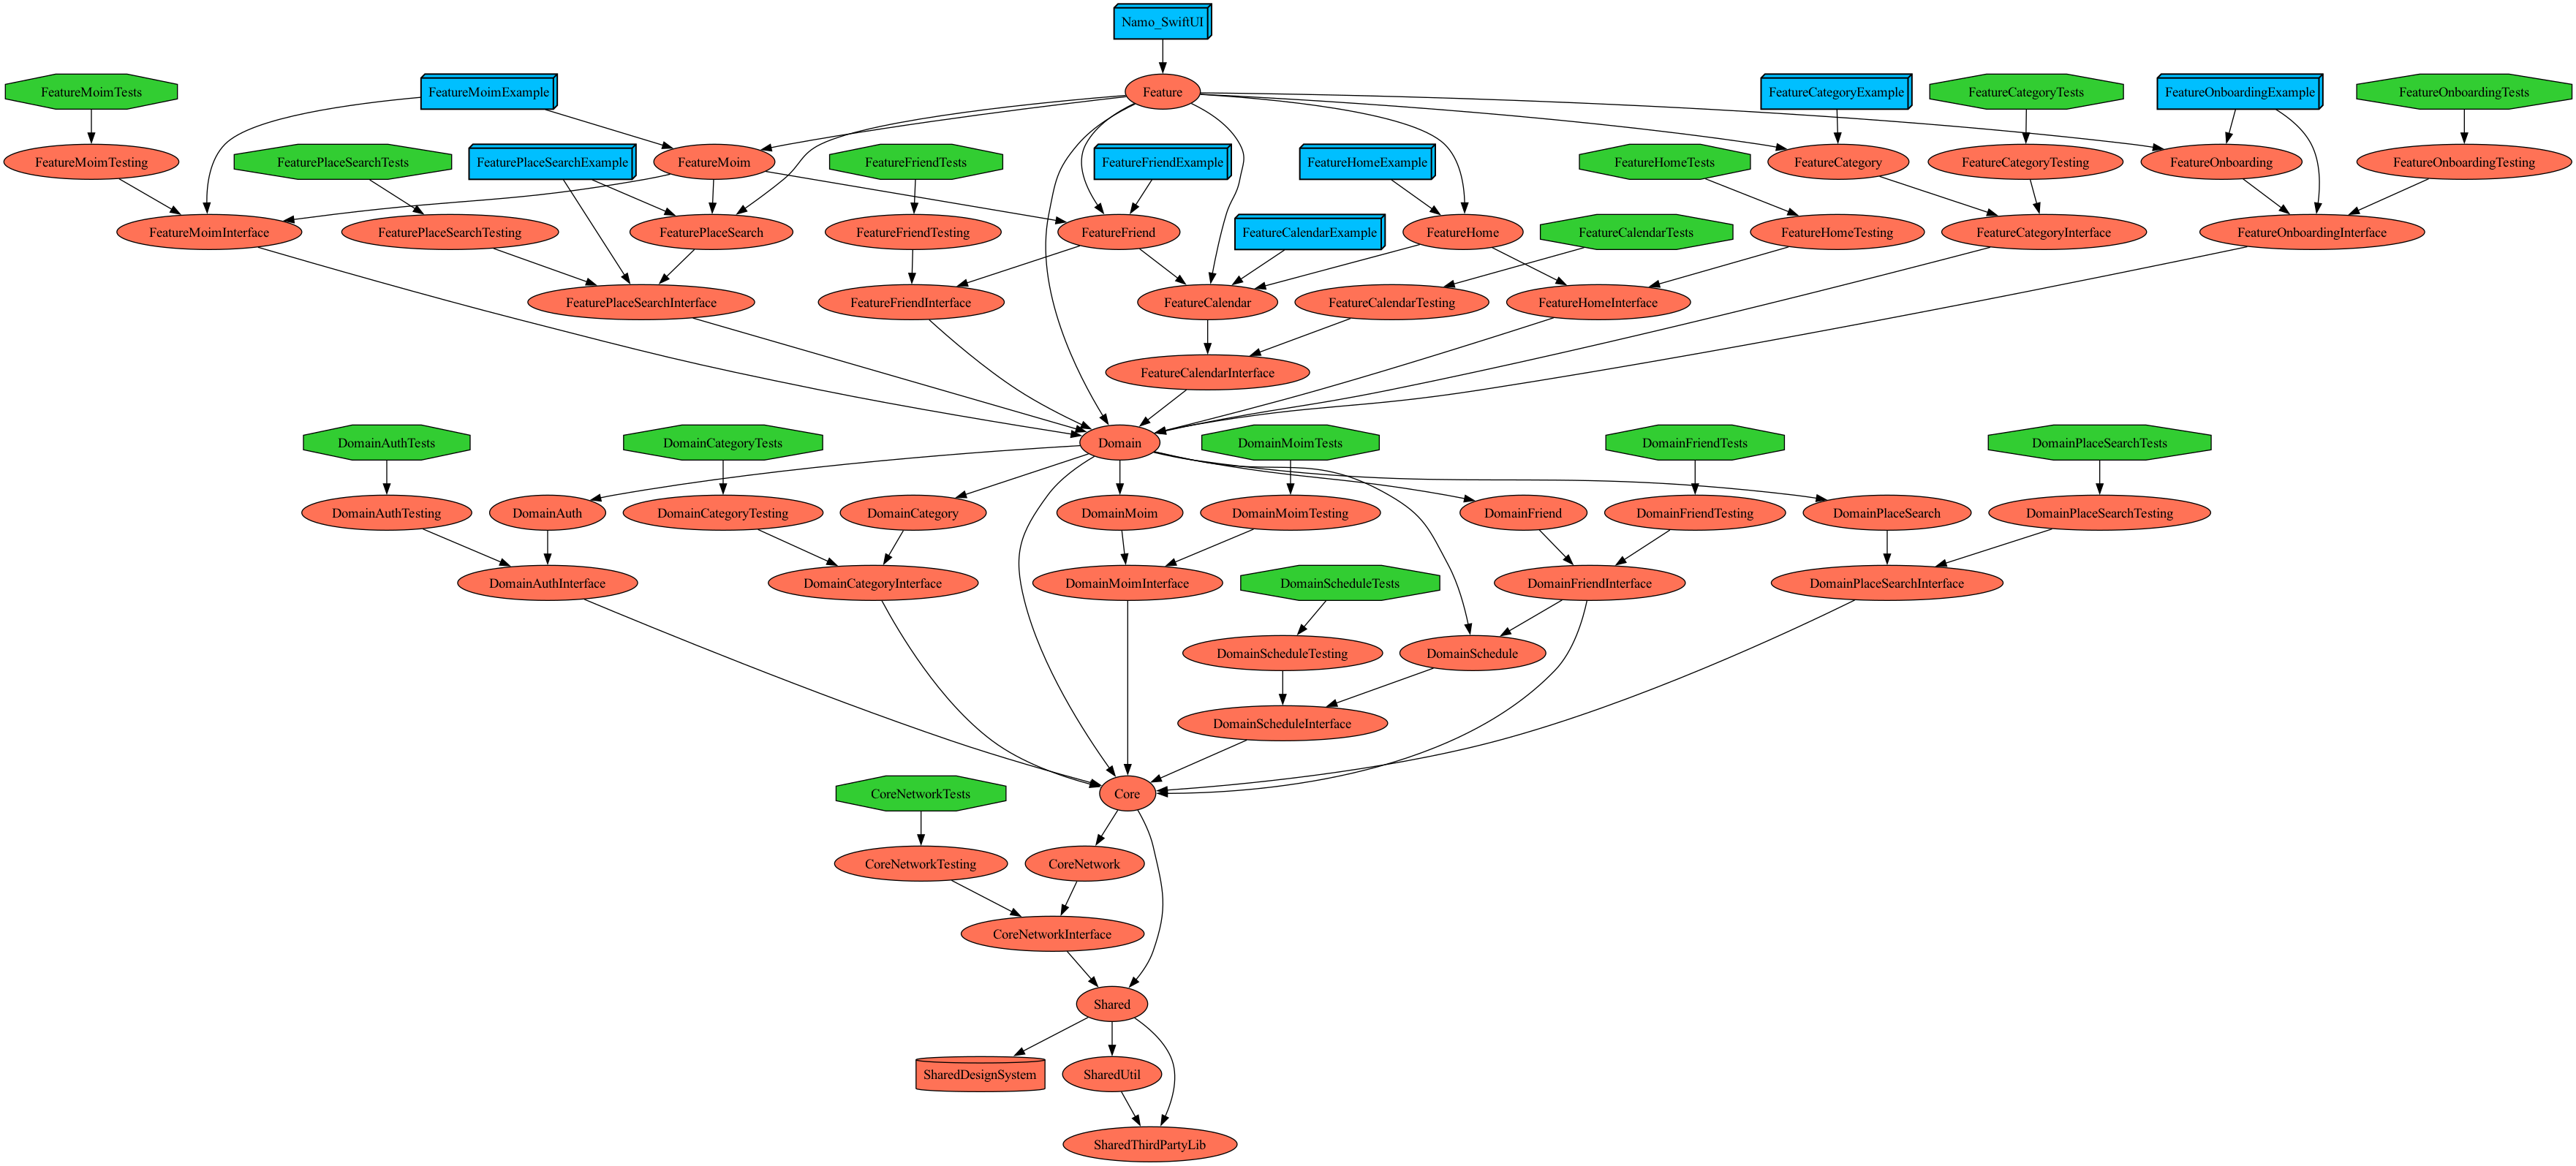 Namo_SwiftUI
FeatureMoimTests
FeatureMoimExample
Feature
FeatureCategoryExample
FeatureCategoryTests
FeatureOnboardingExample
FeatureOnboardingTests
FeatureMoimTesting
FeaturePlaceSearchTests
FeaturePlaceSearchExample
FeatureMoim
FeatureFriendTests
FeatureFriendExample
FeatureHomeExample
FeatureHomeTests
FeatureCategory
FeatureCategoryTesting
FeatureOnboarding
FeatureOnboardingTesting
FeatureMoimInterface
FeaturePlaceSearchTesting
FeaturePlaceSearch
FeatureFriendTesting
FeatureFriend
FeatureCalendarExample
FeatureHome
FeatureCalendarTests
FeatureHomeTesting
FeatureCategoryInterface
FeatureOnboardingInterface
FeaturePlaceSearchInterface
FeatureFriendInterface
FeatureCalendar
FeatureCalendarTesting
FeatureHomeInterface
FeatureCalendarInterface
DomainAuthTests
DomainCategoryTests
Domain
DomainMoimTests
DomainFriendTests
DomainPlaceSearchTests
DomainAuthTesting
DomainAuth
DomainCategoryTesting
DomainCategory
DomainMoim
DomainMoimTesting
DomainFriend
DomainFriendTesting
DomainPlaceSearch
DomainPlaceSearchTesting
DomainAuthInterface
DomainCategoryInterface
DomainMoimInterface
DomainScheduleTests
DomainFriendInterface
DomainPlaceSearchInterface
DomainScheduleTesting
DomainSchedule
DomainScheduleInterface
CoreNetworkTests
Core
CoreNetworkTesting
CoreNetwork
CoreNetworkInterface
Shared
SharedDesignSystem
SharedUtil
SharedThirdPartyLib